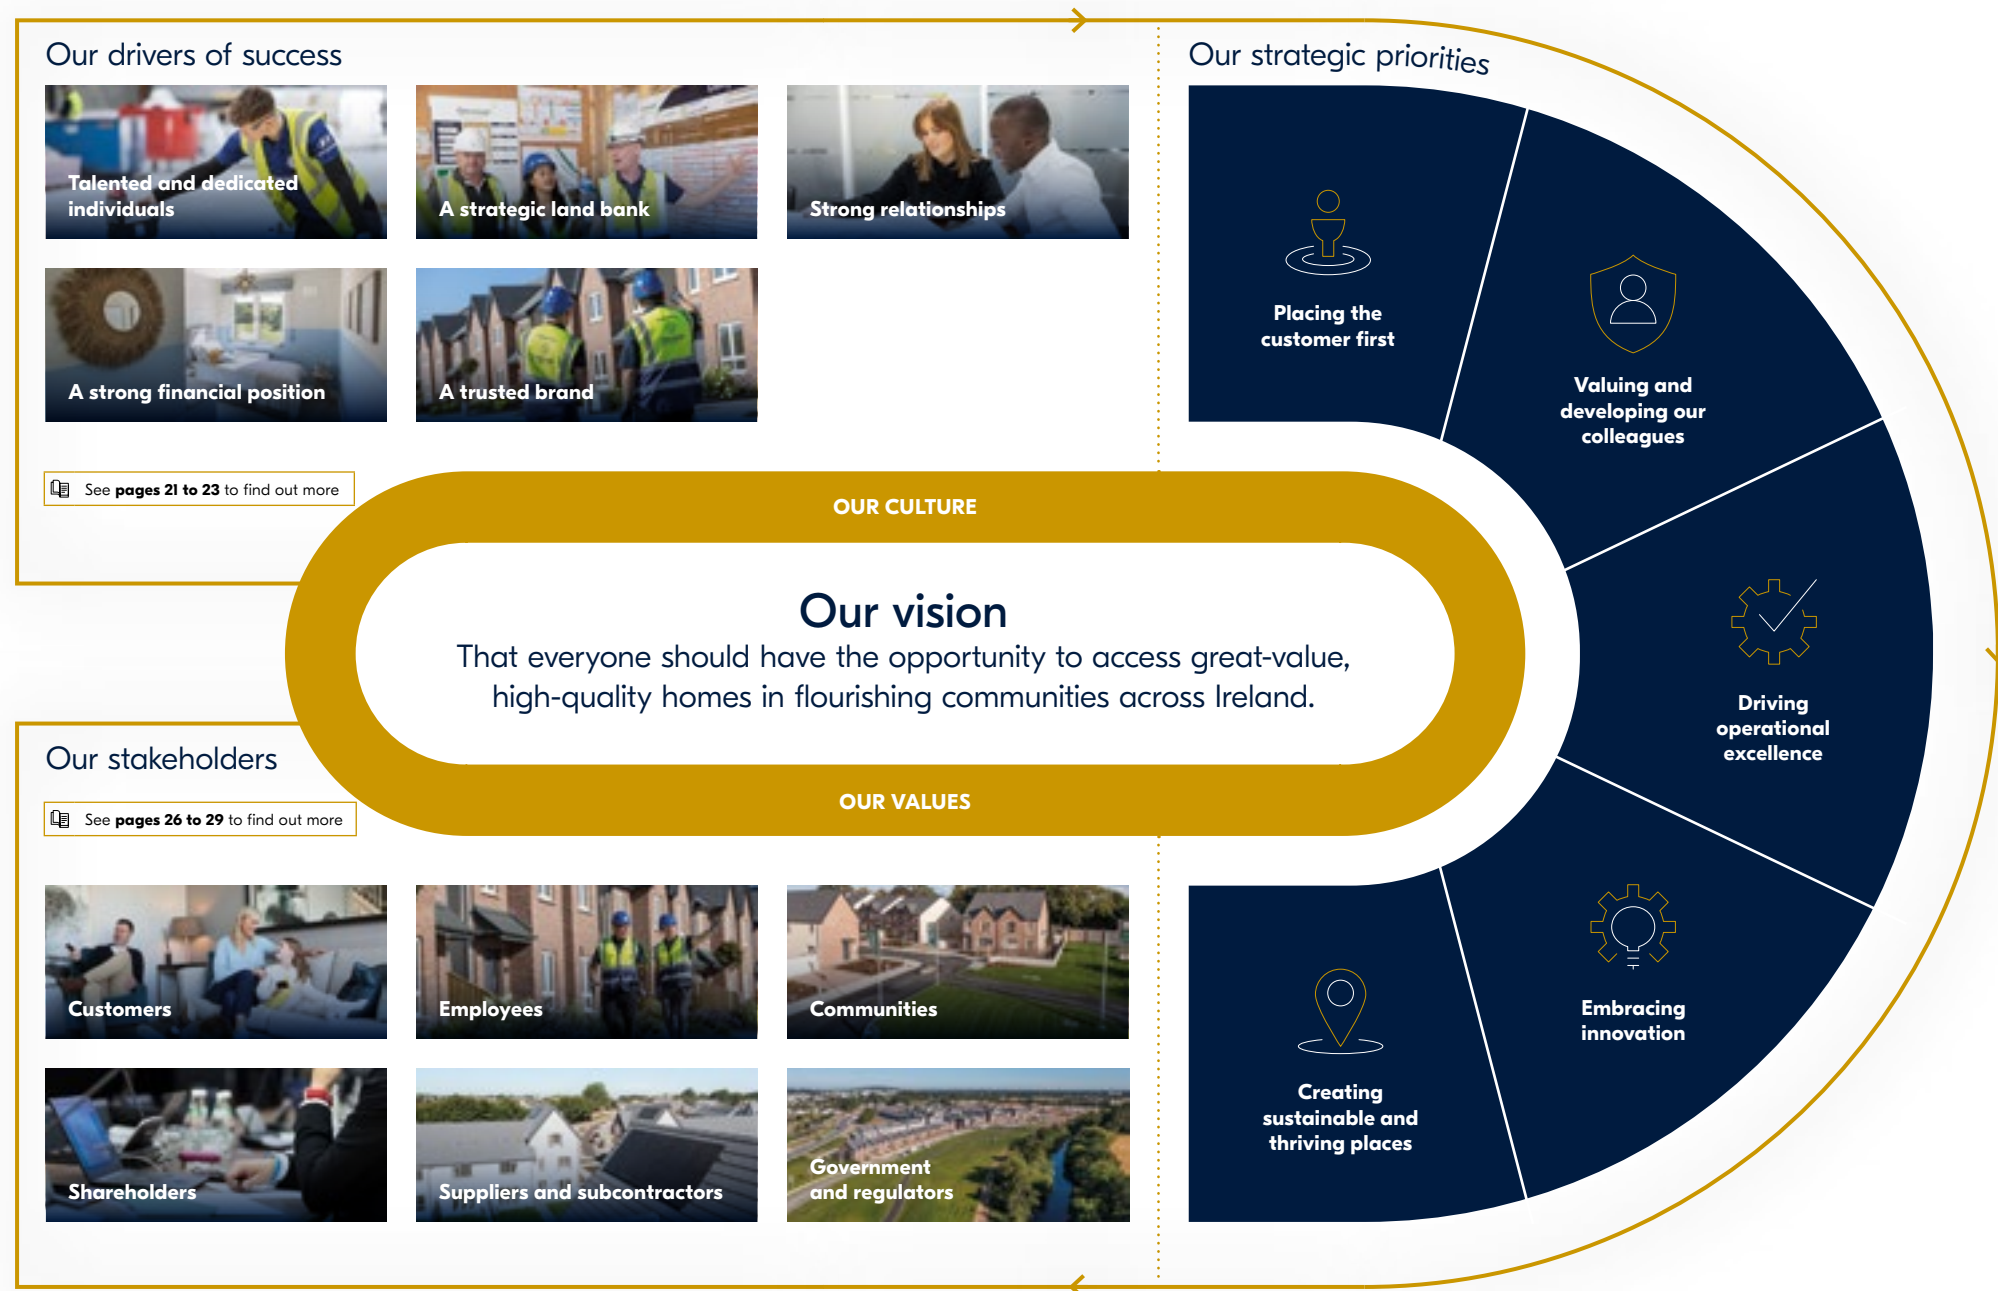 Our drivers of success
Talented and dedicated
individuals
A strategic land bank
Strong relationships
A strong financial position
A trusted brand
See pages 21 to 23 to find out more
Our strategic priorities
Placing the
customer first
Valuing and
developing our
colleagues
Driving
operational
excellence
Embracing
innovation
Creating
sustainable and
thriving places
OUR CULTURE
Our vision
That everyone should have the opportunity to access great-value,
high-quality homes in flourishing communities across Ireland.
OUR VALUES
Our stakeholders
See pages 26 to 29 to find out more
Customers
Employees
Communities
Shareholders
Suppliers and subcontractors
Government
and regulators